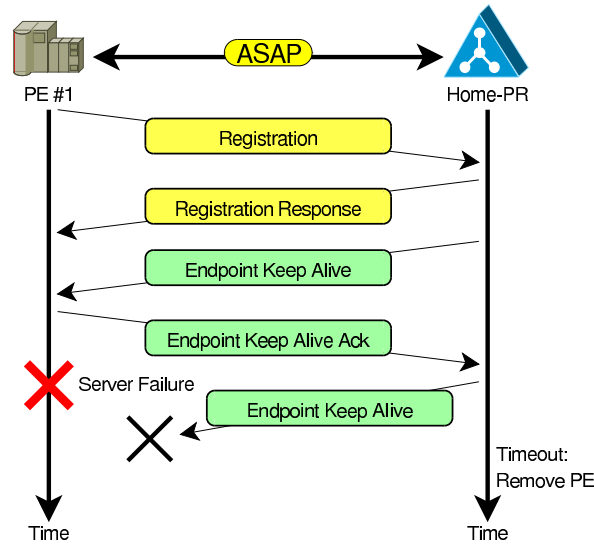 ASAP
PE #1
Home-PR
Registration
Registration Response
Endpoint Keep Alive
Endpoint Keep Alive Ack
Server Failure
Endpoint Keep Alive
Timeout:
Remove PE
Time
Time